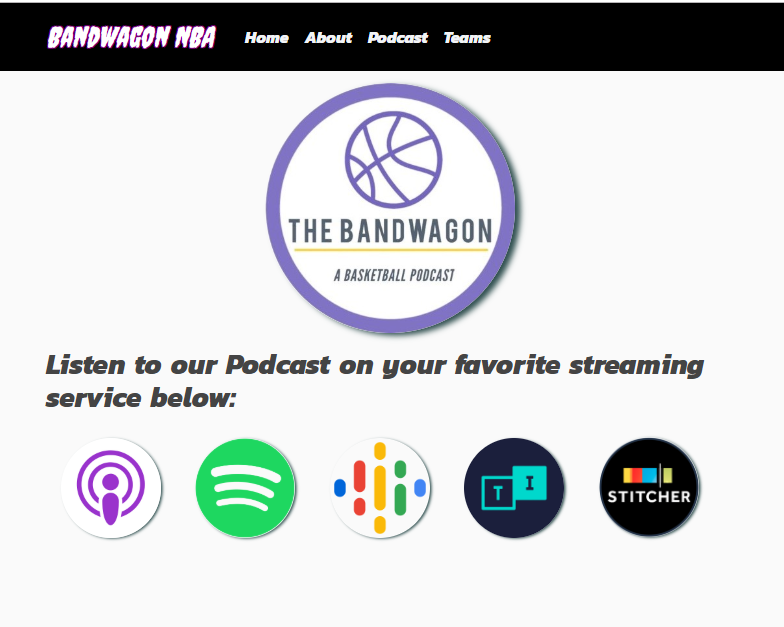 BANDWAGON NBA Home About Podcast Teams
THE BANDWAGON
A BASKETBALL PODCAST
Listen to our Podcast on your favorite streaming
service below:
T I STITCHER